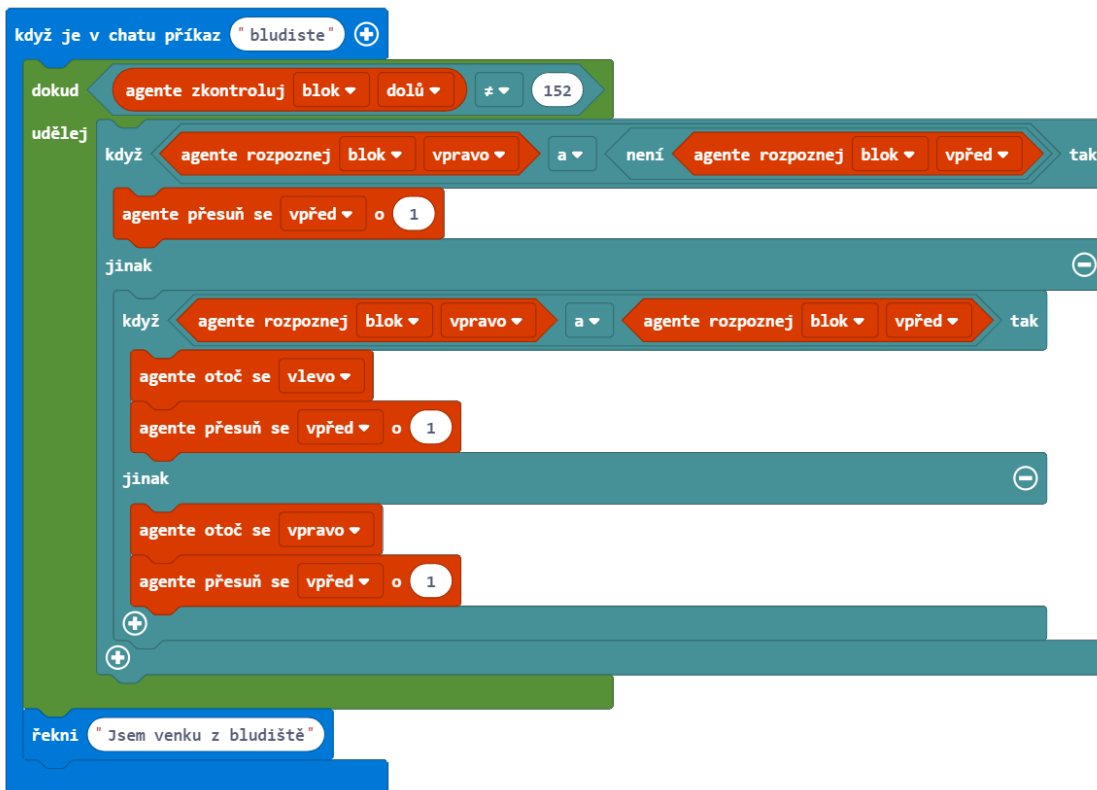 když je v chatu příkaz "bludiste"
dokud agente zkontroluj blok dolů ≠ 152
udělej
když agente rozpoznej blok vpravo a není agente rozpoznej blok vpřed tak
agente přesuň se vpřed o 1
jinak
když agente rozpoznej blok vpravo a agente rozpoznej blok vpřed tak
agente otoč se vlevo
agente přesuň se vpřed o 1
jinak
agente otoč se vpravo
agente přesuň se vpřed o 1
řekni "Jsem venku z bludiště"